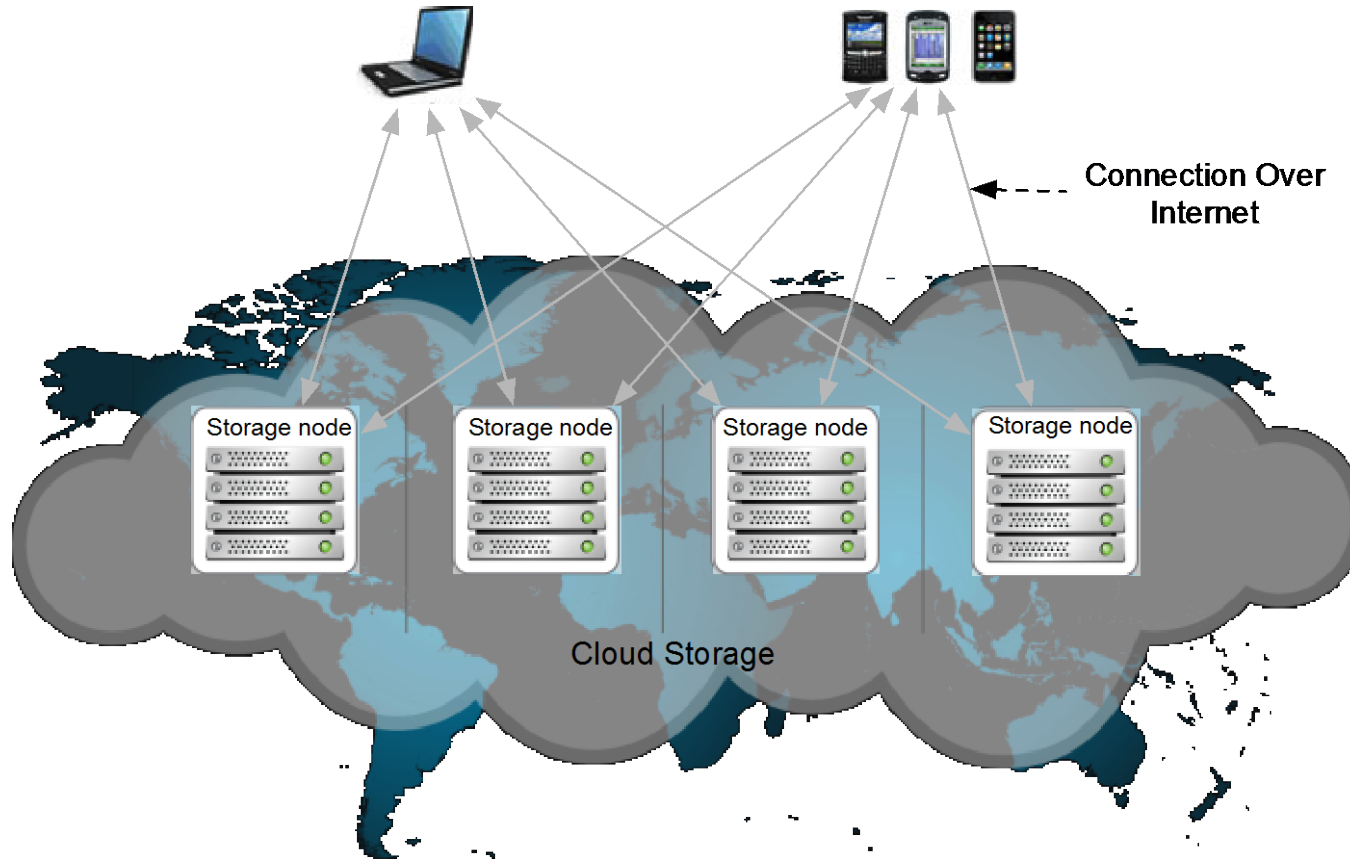 Connection Over
Internet
Storage node
Storage node
Storage node
Storage node
Cloud Storage